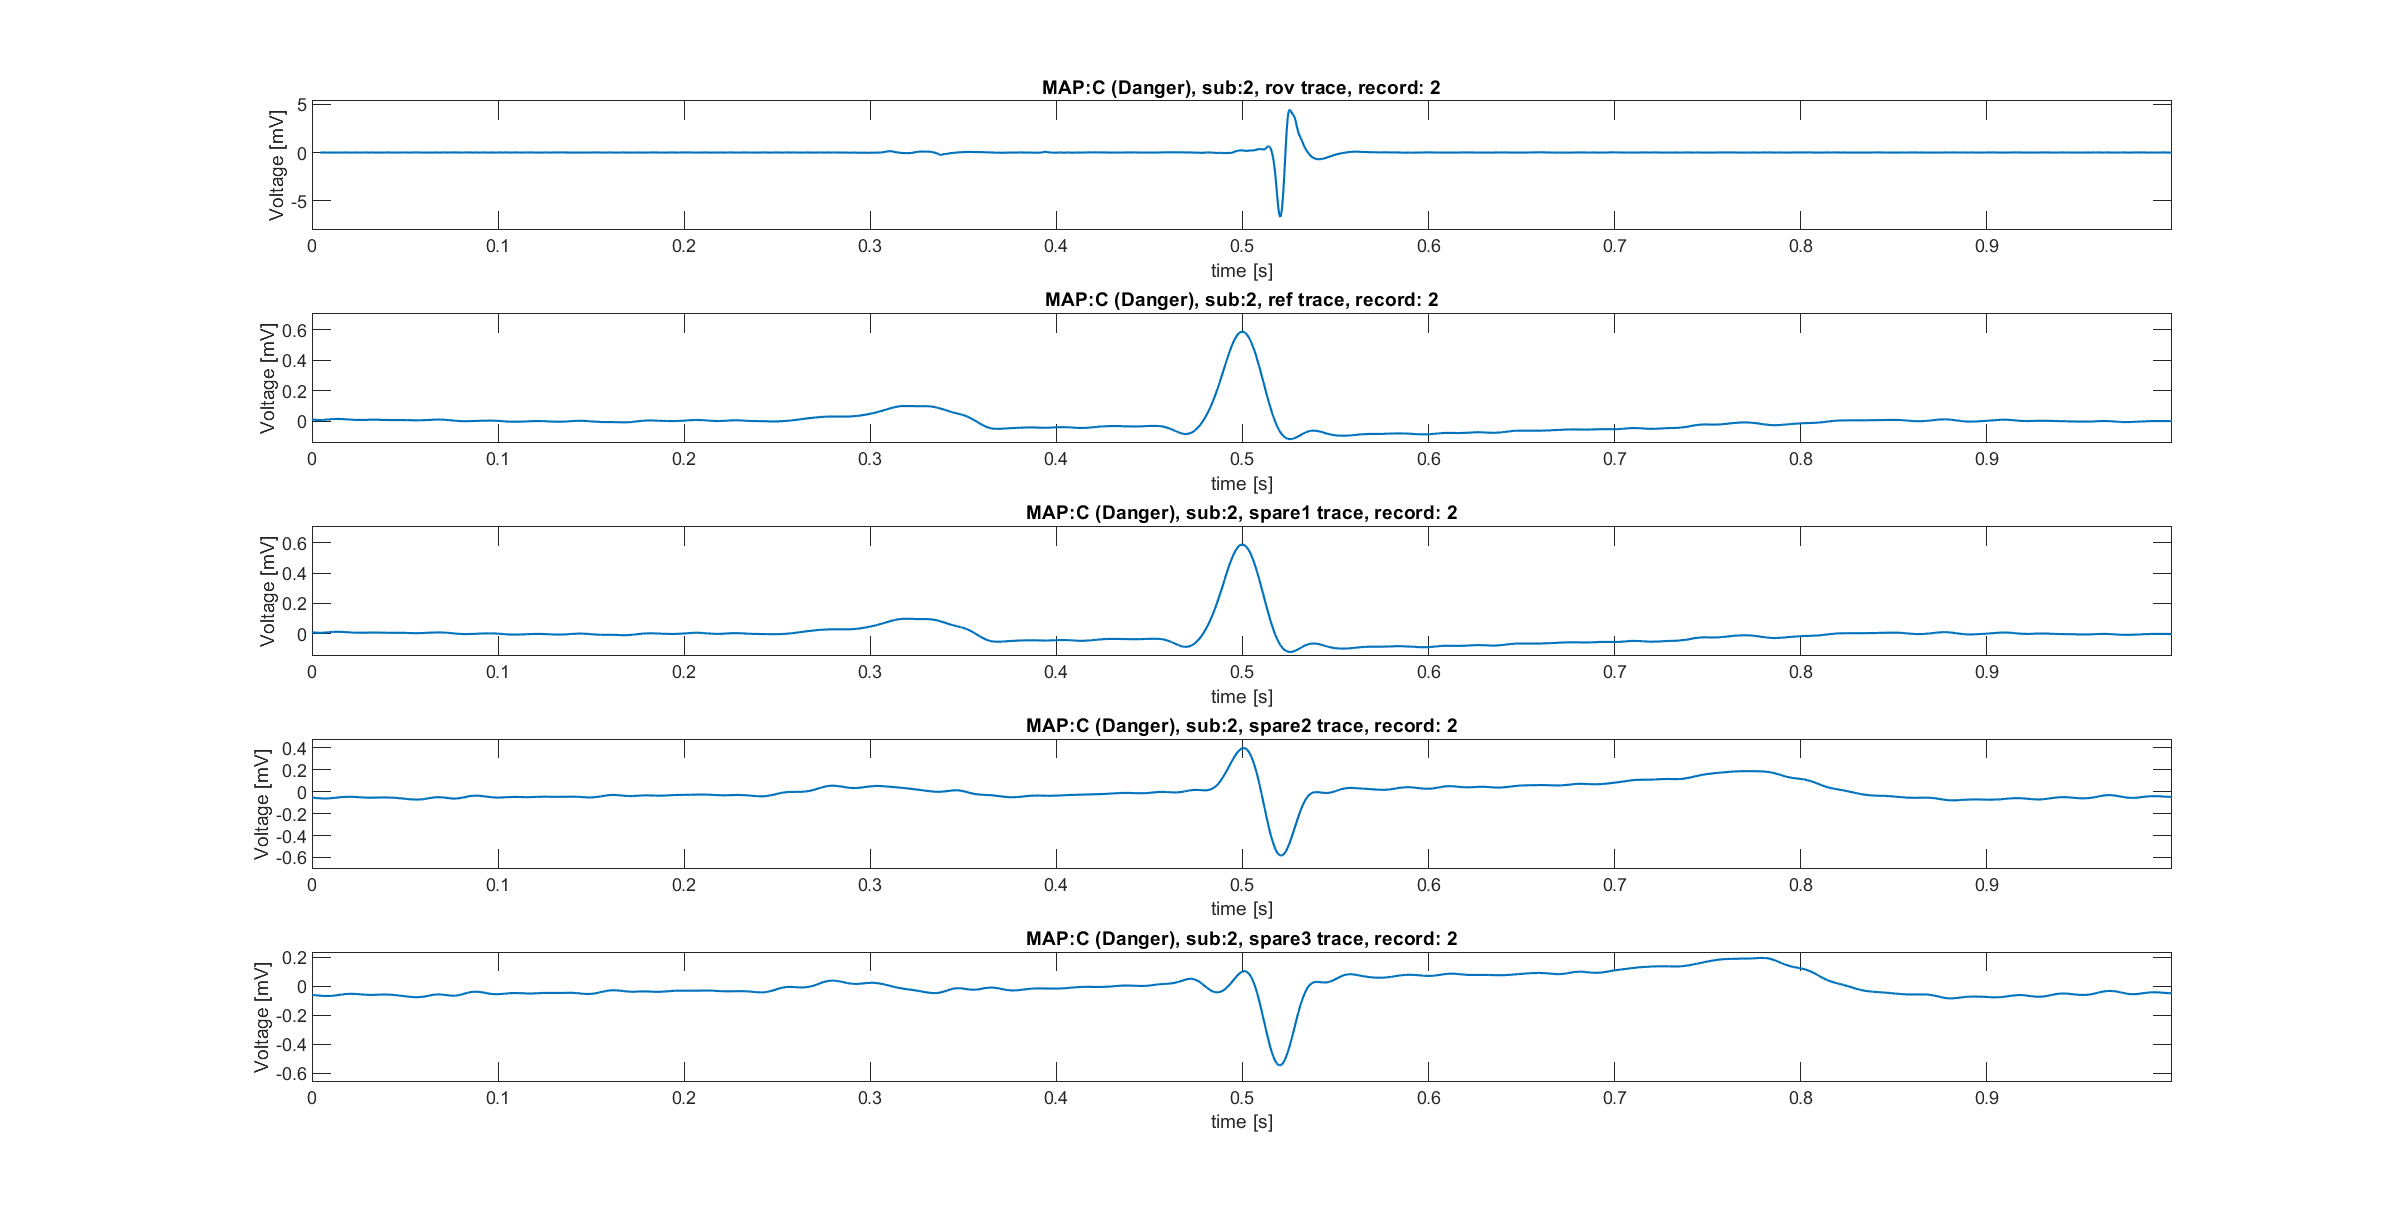 MAP:C (Danger), sub:2, rov trace, record: 2
Voltage [mV]
5
0
-5
0 0.1 0.2 0.3 0.4 0.5 0.6 0.7 0.8 0.9
time [s]
MAP:C (Danger), sub:2, ref trace, record: 2
Voltage [mV]
0.6
0.4
0.2
0
0 0.1 0.2 0.3 0.4 0.5 0.6 0.7 0.8 0.9
time [s]
MAP:C (Danger), sub:2, spare1 trace, record: 2
Voltage [mV]
0.6
0.4
0.2
0
0 0.1 0.2 0.3 0.4 0.5 0.6 0.7 0.8 0.9
time [s]
MAP:C (Danger), sub:2, spare2 trace, record: 2
Voltage [mV]
0.4
0.2
0
-0.2
-0.4
-0.6
0 0.1 0.2 0.3 0.4 0.5 0.6 0.7 0.8 0.9
time [s]
MAP:C (Danger), sub:2, spare3 trace, record: 2
Voltage [mV]
0.2
0
-0.2
-0.4
-0.6
0 0.1 0.2 0.3 0.4 0.5 0.6 0.7 0.8 0.9
time [s]